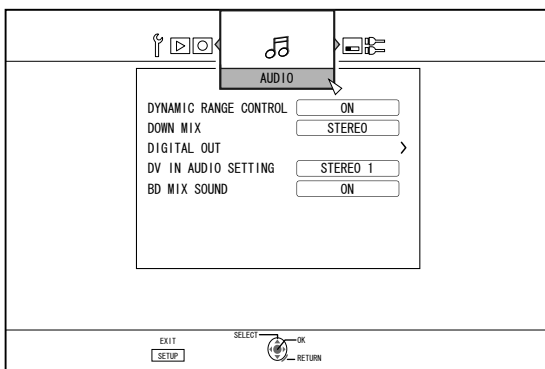 AUDIO
DYNAMIC RANGE CONTROL ON
DOWN MIX STEREO
DIGITAL OUT
DV IN AUDIO SETTING STEREO 1
BD MIX SOUND ON
EXIT
SETUP
SELECT
OK
RETURN